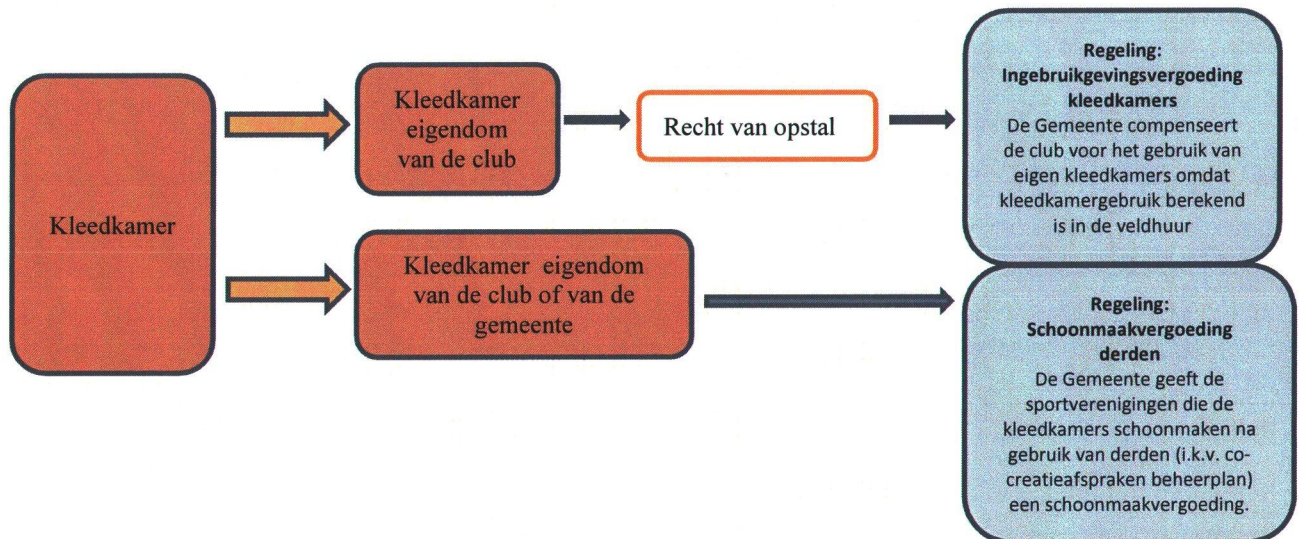 Kleedkamer
Kleedkamer
eigendom
van de club
Recht van opstal
Regeling:
Ingebruikgevingsvergoeding
kleedkamers
De Gemeente compenseert
de club voor het gebruik van
eigen kleedkamers omdat
kleedkamergebruik berekend
is in de veldhuur
Kleedkamer eigendom
van de club of van de
gemeente
Regeling:
Schoonmaakvergoeding
derden
De Gemeente geeft de
sportverenigingen die de
kleedkamers schoonmaken na
gebruik van derden (i.k.v. co-
creatieafspraken beheerplan)
een schoonmaakvergoeding.